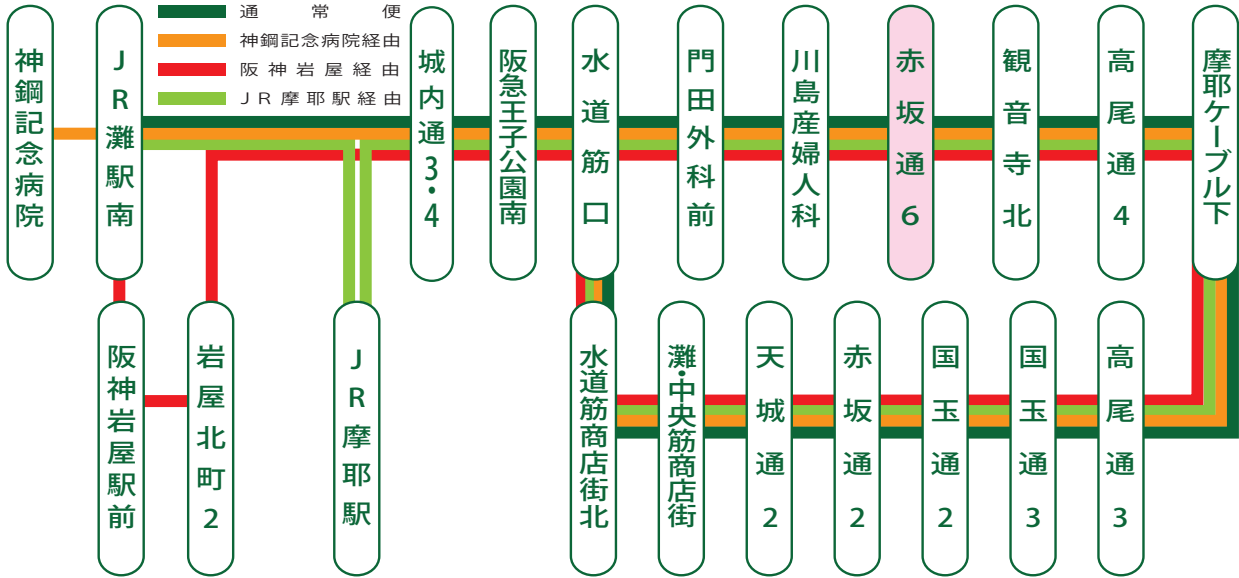 通常便
神鋼記念病院経由
阪神岩屋経由
JR摩耶駅経由
神鋼記念病院
JR灘駅南
城内通3・4
阪急王子公園南
水道筋口
門田外科前
川島産婦人科
赤坂通6
観音寺北
高尾通4
摩耶ケーブル下
阪神岩屋駅前
岩屋北町2
JR摩耶駅
水道筋商店街北
灘・中央筋商店街
天城通2
赤坂通2
国玉通2
国玉通3
高尾通3